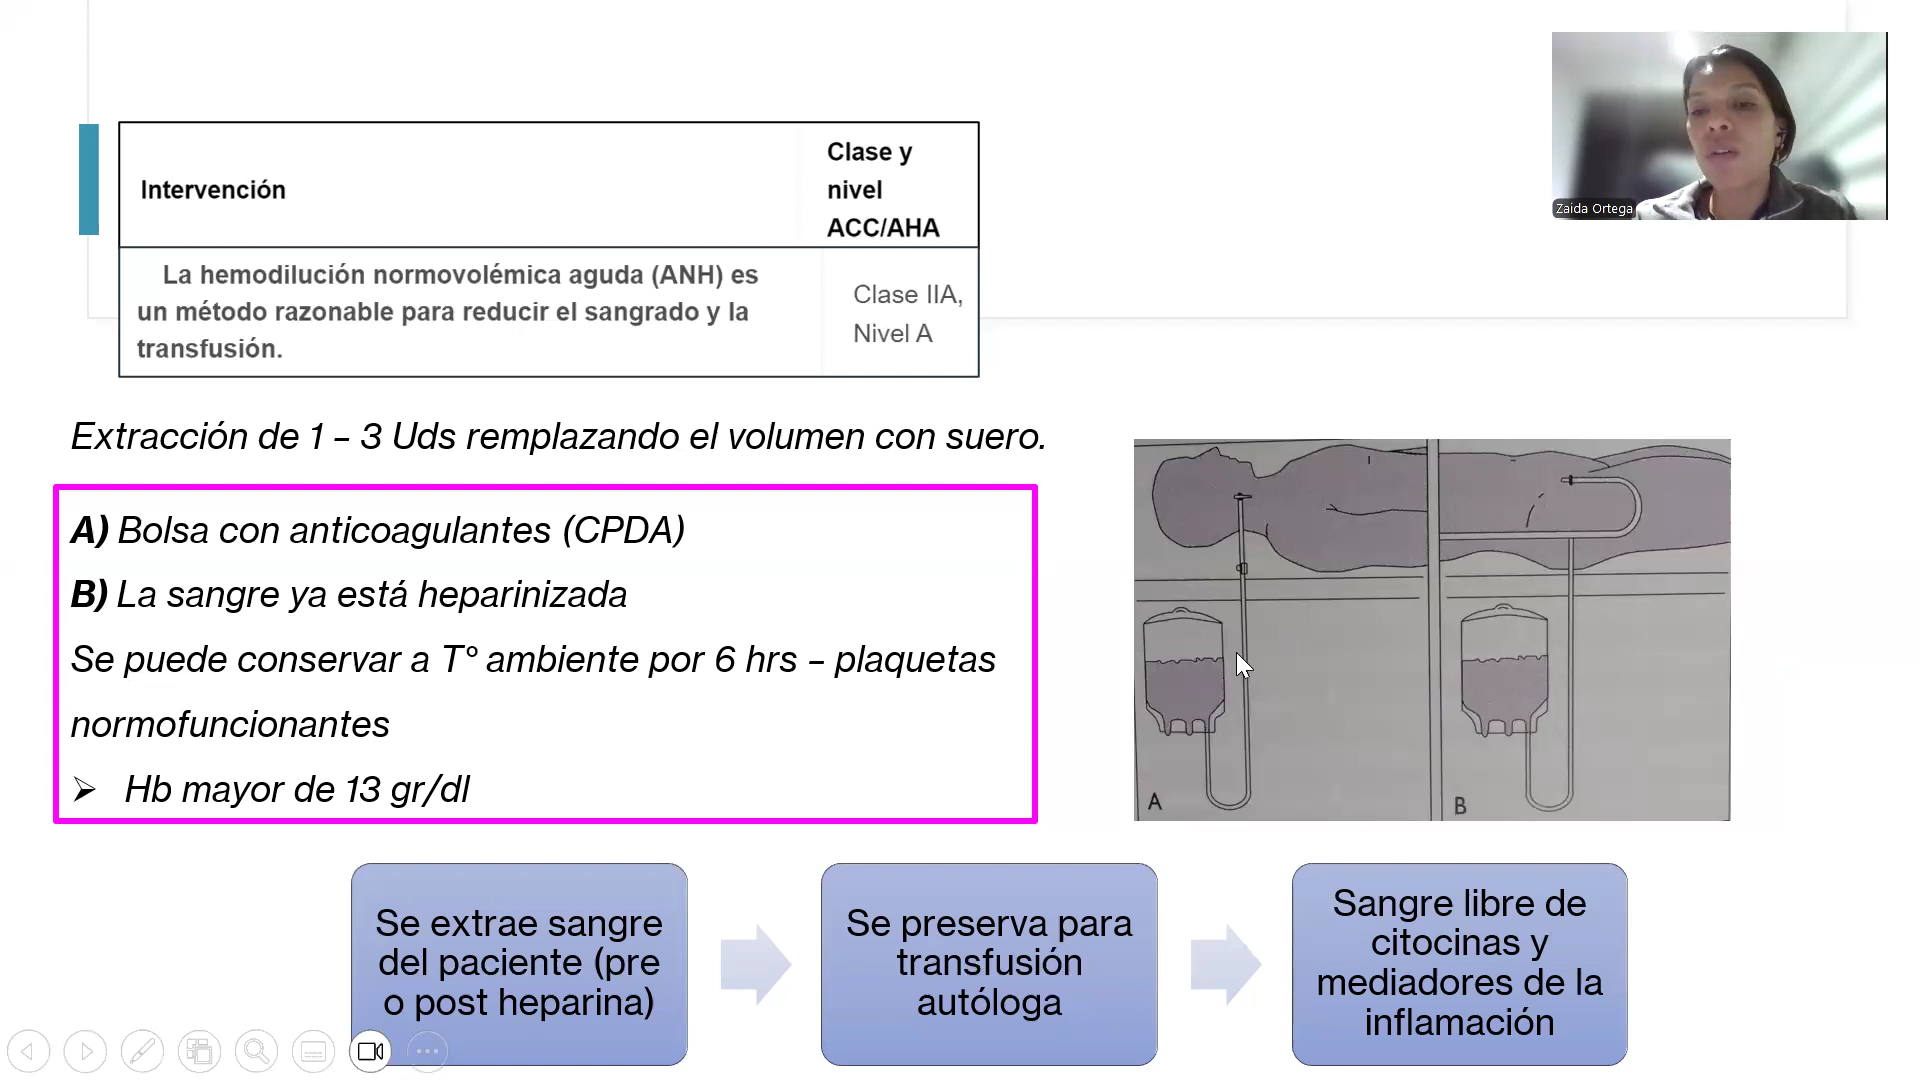 Zaida Ortega
Intervención
Clase y
nivel
ACC/AHA
La hemodilución normovolémica aguda (ANH) es
un método razonable para reducir el sangrado y la
transfusión.
Clase IIA,
Nivel A
Extracción de 1 – 3 Uds remplazando el volumen con suero.
A) Bolsa con anticoagulantes (CPDA)
B) La sangre ya está heparinizada
Se puede conservar a T° ambiente por 6 hrs – plaquetas
normofuncionantes
➢ Hb mayor de 13 gr/dl
A
B
Se extrae sangre
del paciente (pre
o post heparina)
Se preserva para
transfusión
autóloga
Sangre libre de
citocinas y
mediadores de la
inflamación